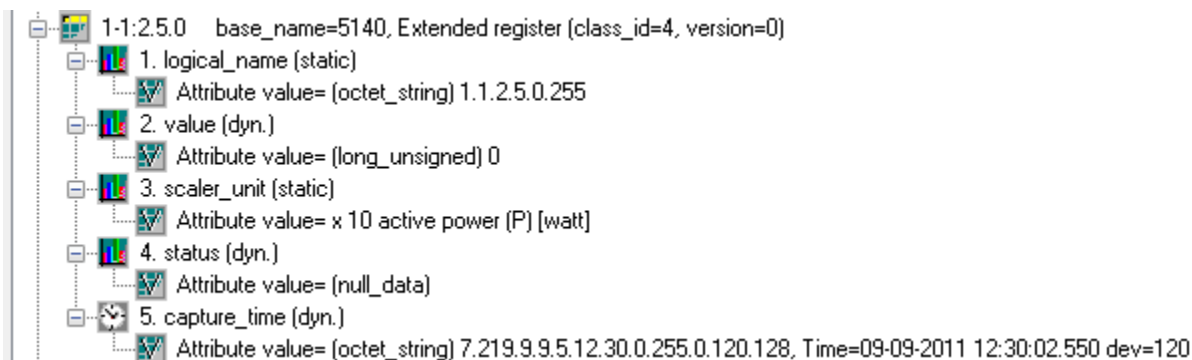 1-1:2.5.0 base_name=5140, Extended register (class_id=4, version=0)
1. logical_name (static)
Attribute value= (octet_string) 1.1.2.5.0.255
2. value (dyn.)
Attribute value= (long_unsigned) 0
3. scaler_unit (static)
Attribute value= x 10 active power (P) [watt]
4. status (dyn.)
Attribute value= (null_data)
5. capture_time (dyn.)
Attribute value= (octet_string) 7.219.9.9.5.12.30.0.255.0.120.128, Time=09-09-2011 12:30:02.550 dev=120